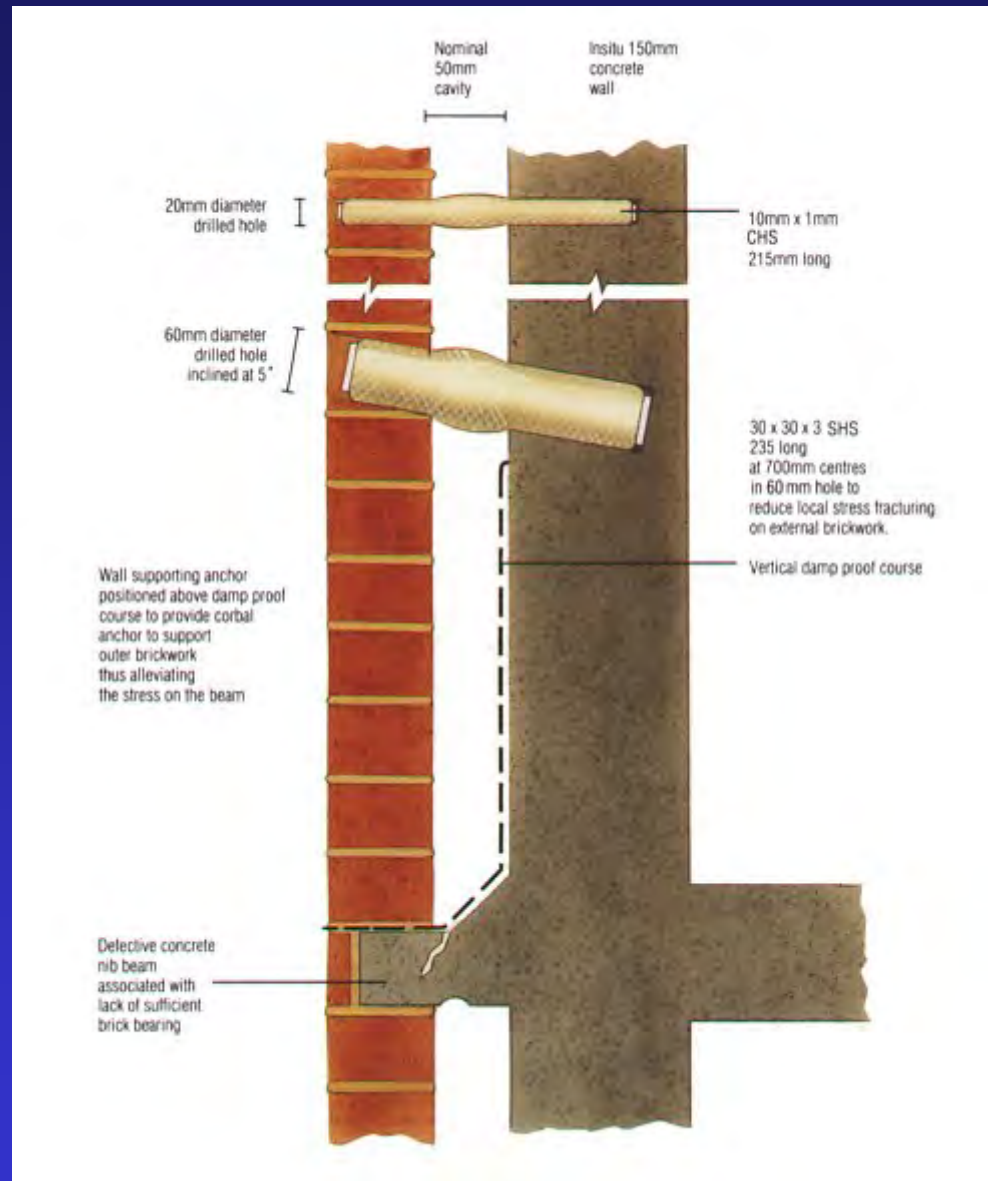 Nominal
50mm
cavity
Insitu 150mm
concrete
wall
20mm diameter
drilled hole
10mm x 1mm
CHS
215mm long
60mm diameter
drilled hole
inclined at 5°
30 x 30 x 3 SHS
235 long
at 700mm centres
in 60mm hole to
reduce local stress fracturing
on external brickwork.
Vertical damp proof course
Wall supporting anchor
positioned above damp proof
course to provide corbal
anchor to support
outer brickwork
thus alleviating
the stress on the beam
Defective concrete
nib beam
associated with
lack of sufficient
brick bearing